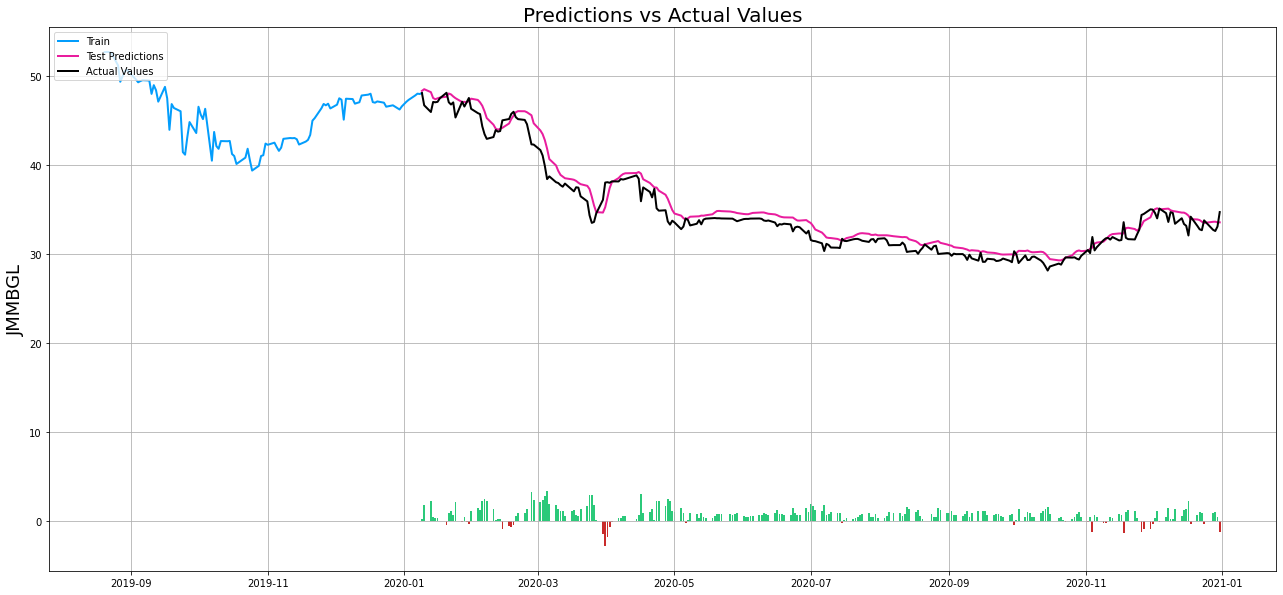 Predictions vs Actual Values
Train
Test Predictions
Actual Values
JMMBGL
50
40
30
20
10
0
2019-09 2019-11 2020-01 2020-03 2020-05 2020-07 2020-09 2020-11 2021-01